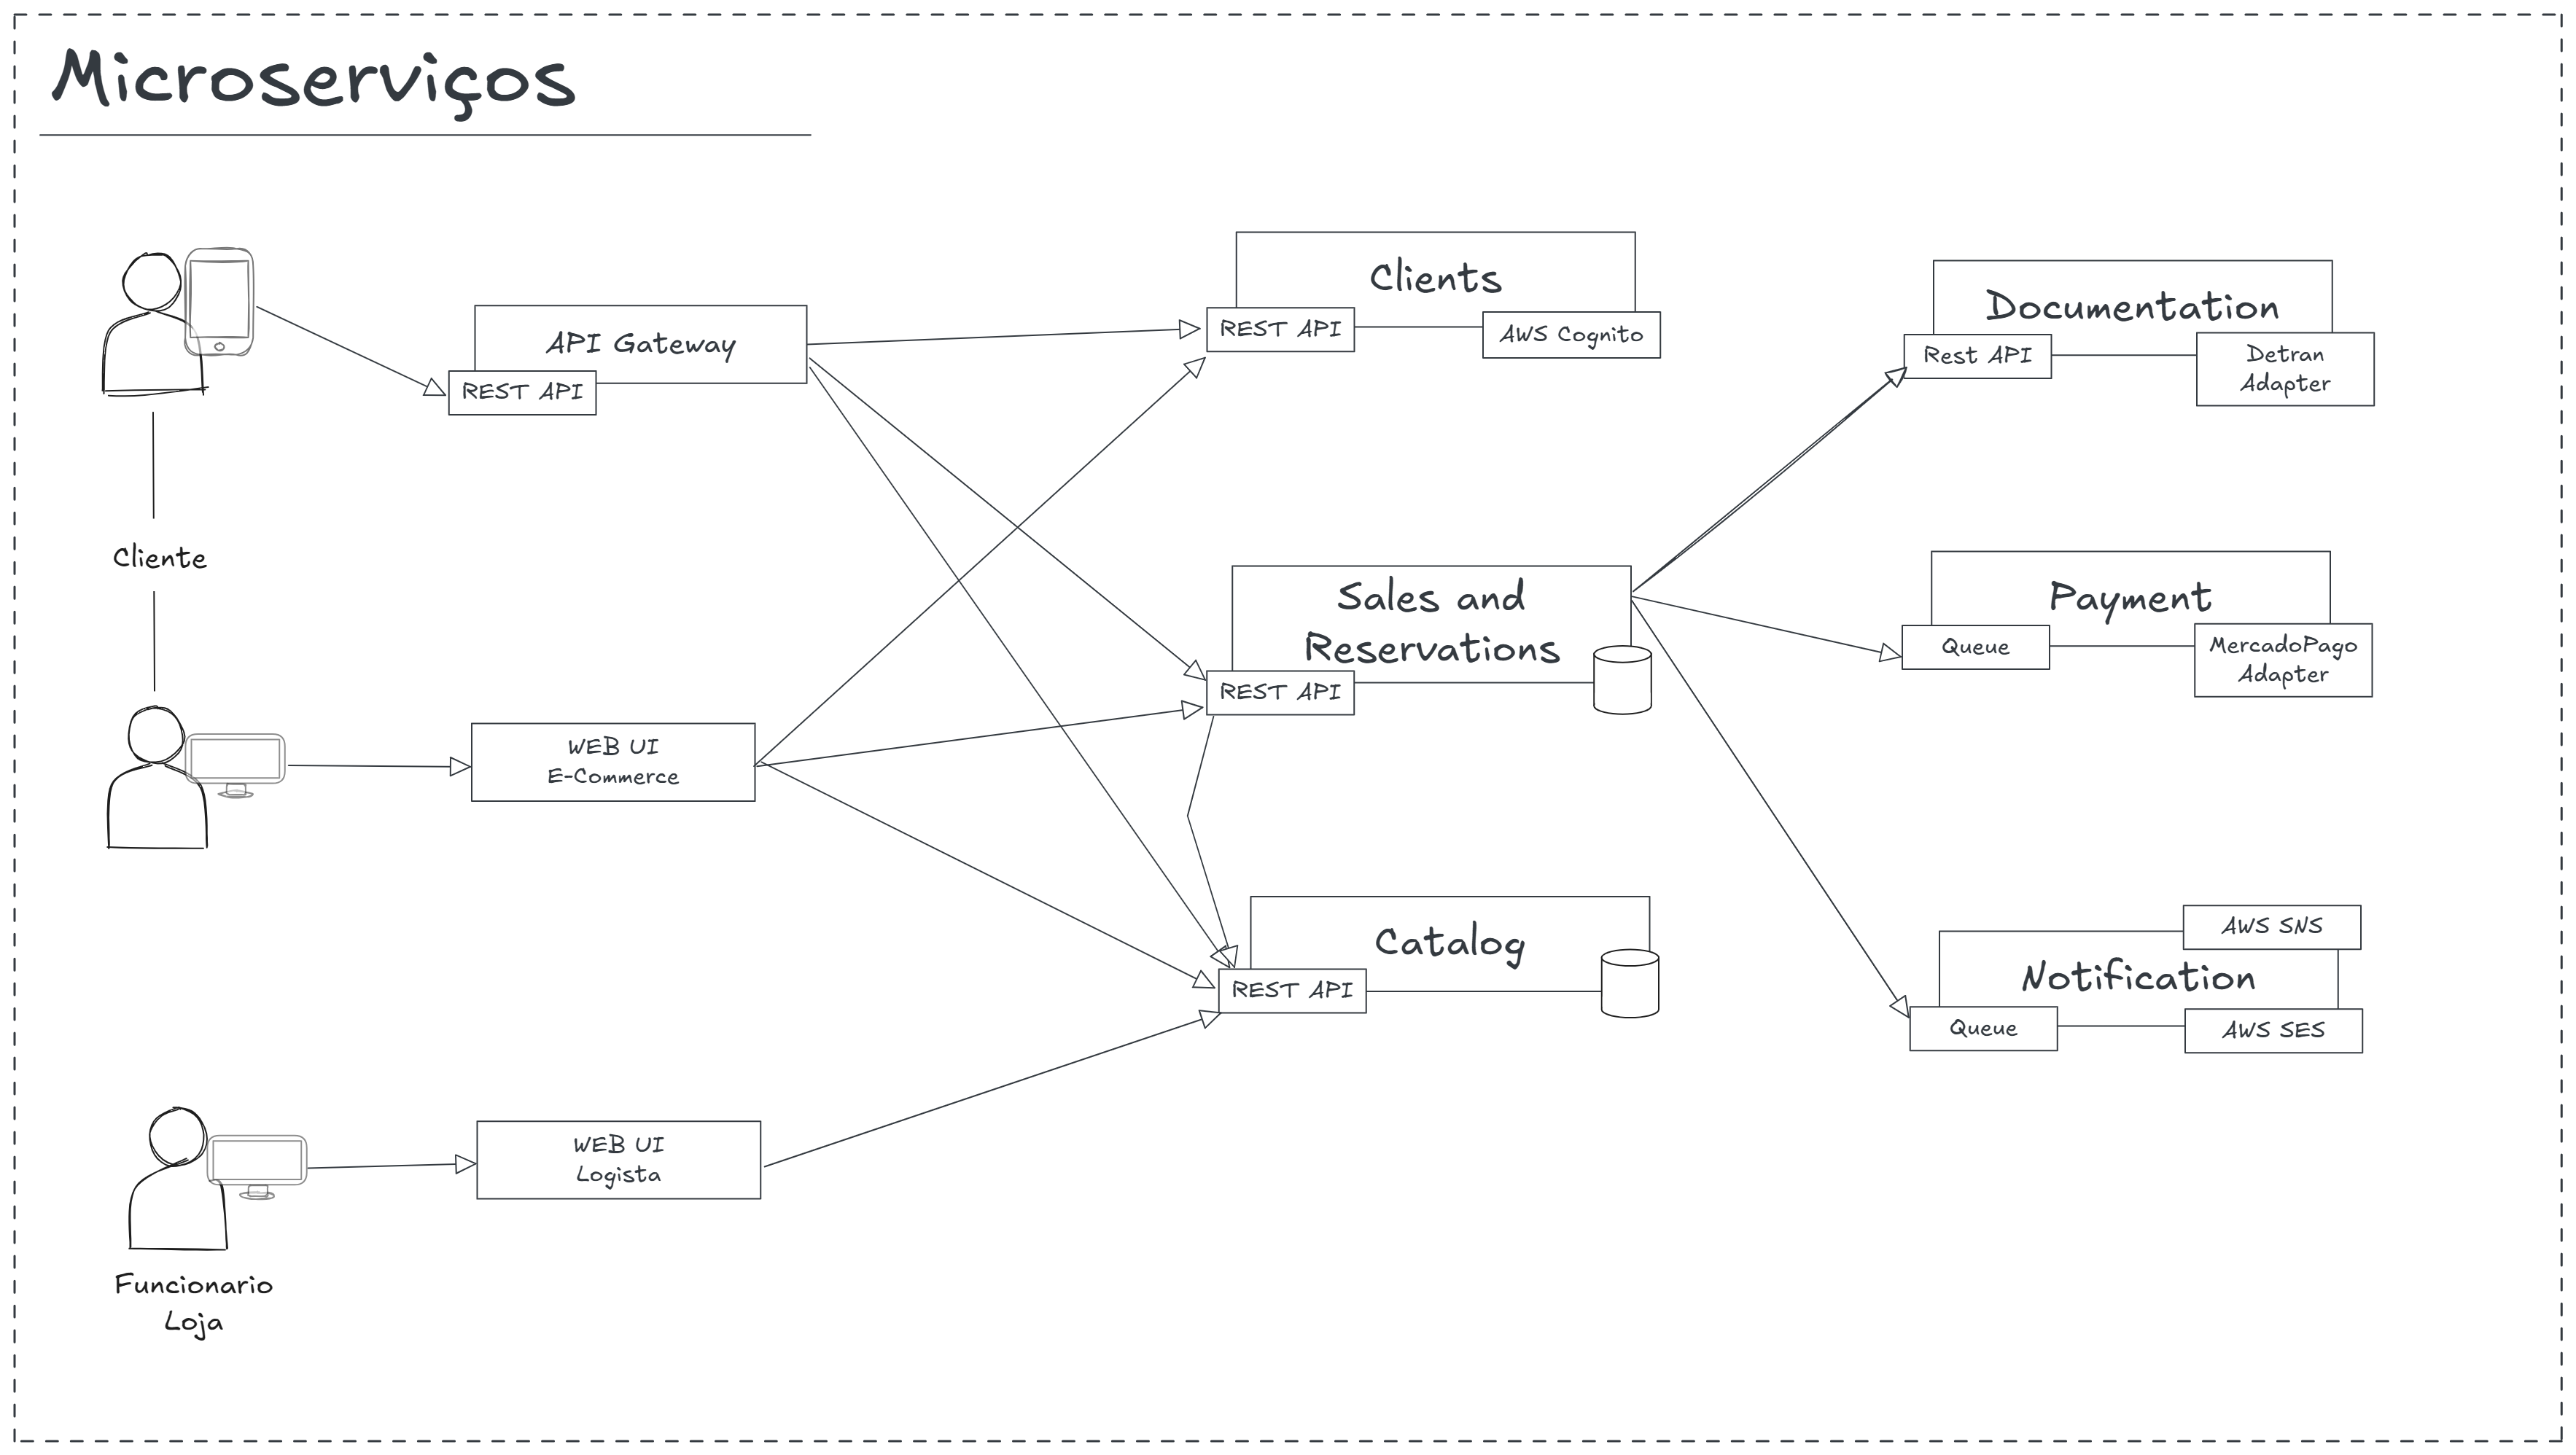 Microserviços
Clients
REST API
AWS Cognito
Documentation
Rest API
Detran
Adapter
API Gateway
REST API
Cliente
Sales and
Reservations
REST API
Payment
Queue
MercadoPago
Adapter
WEB UI
E-Commerce
Catalog
REST API
AWS SNS
Notification
Queue
AWS SES
WEB UI
Logista
Funcionario
Loja